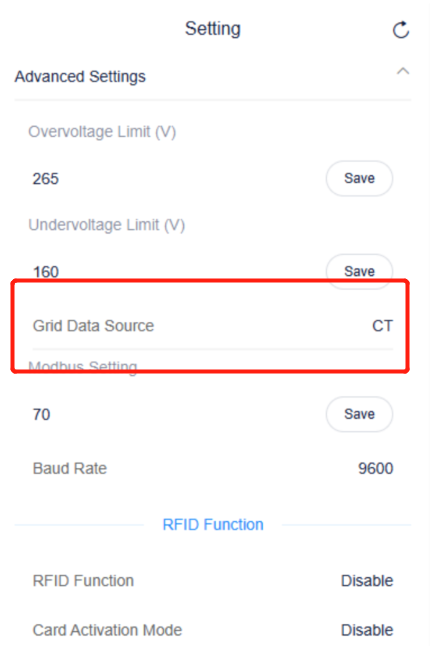 Setting
Advanced Settings
Overvoltage Limit (V)
265 Save
Undervoltage Limit (V)
160 Save
Grid Data Source CT
Modbus Setting
70 Save
Baud Rate 9600
RFID Function
RFID Function Disable
Card Activation Mode Disable